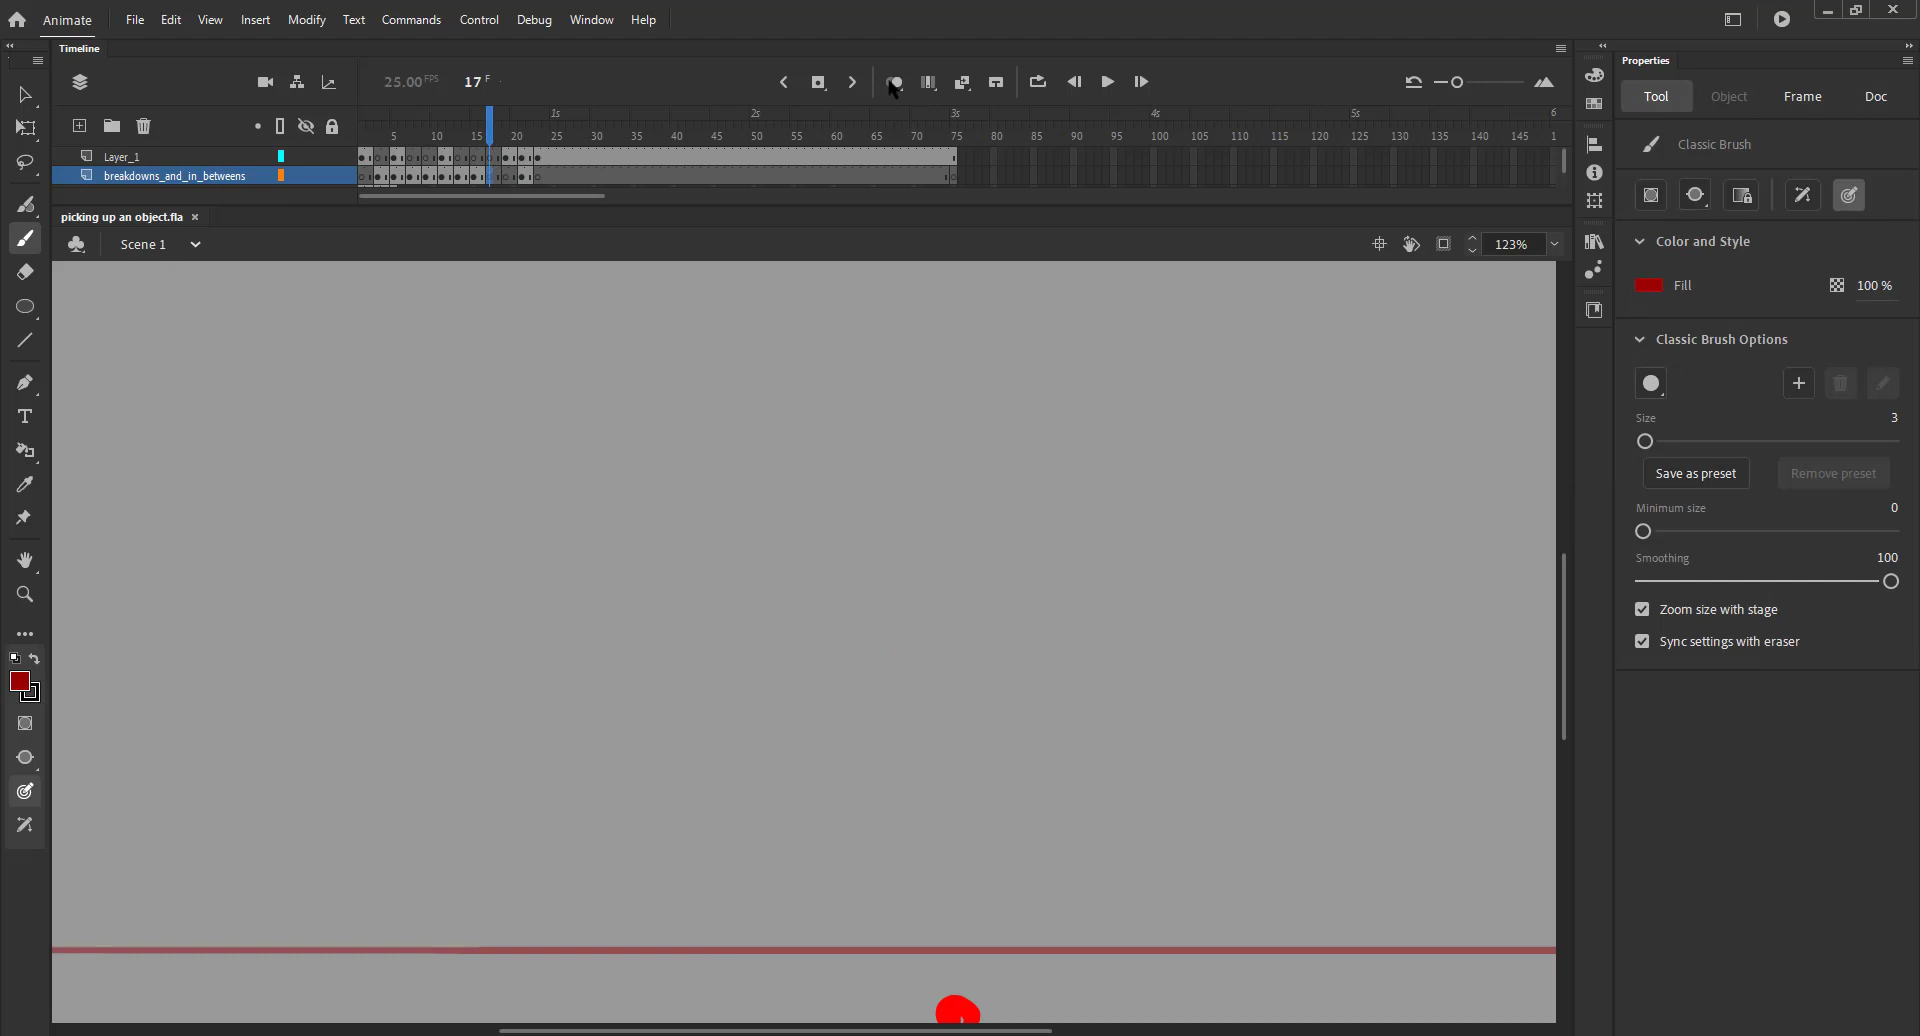 Animate File Edit View Insert Modify Text Commands Control Debug Window Help
Timeline
Properties
25.00 FPS 17 F
Tool Object Frame Doc
1s 2s 3s 4s 5s 6
5 10 15 20 25 30 35 40 45 50 55 60 65 70 75 80 85 90 95 100 105 110 115 120 125 130 135 140 145 1
Classic Brush
Layer_1
breakdowns_and_in_betweens
picking up an object.fla ×
Scene 1
123%
Color and Style
Fill 100 %
Classic Brush Options
Size 3
Save as preset Remove preset
Minimum size 0
Smoothing 100
Zoom size with stage
Sync settings with eraser